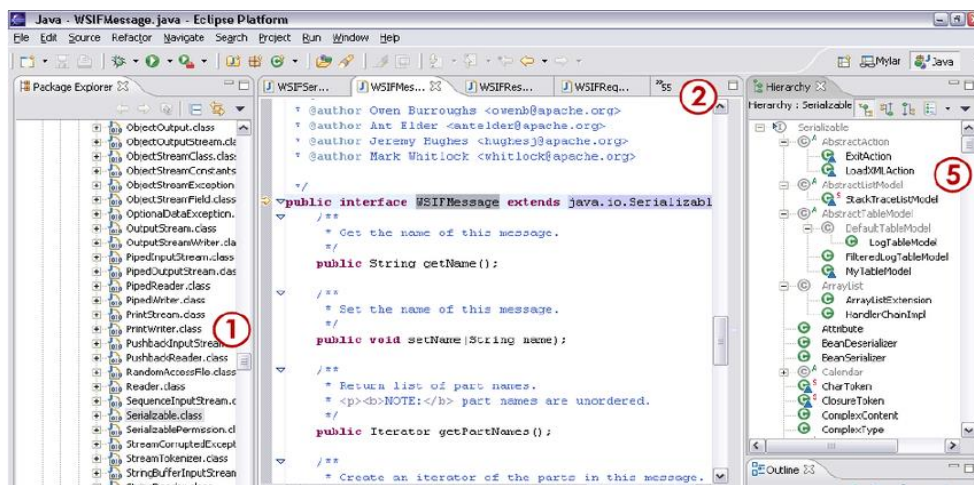 Java - WSIFMessage.java - Eclipse Platform
File Edit Source Refactor Navigate Search Project Run Window Help
Mylar Java
Package Explorer
ObjectOutput.class
ObjectOutputStream.cla
ObjectStreamClass.class
ObjectStreamConstants
ObjectStreamException
ObjectStreamField.class
OptionalDataException.
OutputStream.class
OutputStreamWriter.cla
PipedInputStream.class
PipedOutputStream.clas
PipedReader.class
PipedWriter.class
PrintStream.class
PrintWriter.class
PushbackInputStream
PushbackReader.class
RandomAccessFile.class
Reader.class
SequenceInputStream.c
Serializable.class
SerializablePermission.cl
StreamCorruptedExcept
StreamTokenizer.class
StringBufferInputStream
1
WSIFSer... WSIFMes... WSIFRes... WSIFReq... »55
2
* @author Owen Burroughs <owenb@apache.org>
* @author Ant Elder <antelder@apache.org>
* @author Jeremy Hughes <hughesj@apache.org>
* @author Mark Whitlock <whitlock@apache.org>
*/
public interface WSIFMessage extends java.io.Serializabl
/**
* Get the name of this message.
*/
public String getName();
/**
* Set the name of this message.
*/
public void setName(String name);
/**
* Return list of part names.
* <p><b>NOTE:</b> part names are unordered.
*/
public Iterator getPartNames();
/**
* Create an iterator of the parts in this message.
Hierarchy
Hierarchy : Serializable
Serializable
AbstractAction
ExitAction
LoadXMLAction
AbstractListModel
StackTraceListModel
AbstractTableModel
DefaultTableModel
LogTableModel
FilteredLogTableModel
MyTableModel
ArrayList
ArrayListExtension
HandlerChainImpl
Attribute
BeanDeserializer
BeanSerializer
Calendar
CharToken
ClosureToken
ComplexContent
ComplexType
5
Outline